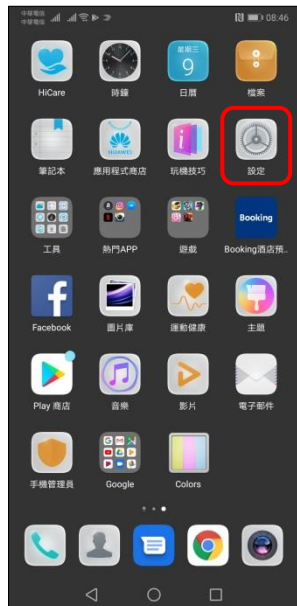 中華電信
中華電信
08:46
星期三
9
HiCare 時鐘 日曆 檔案
HUAWEI
筆記本 應用程式商店 玩機技巧 設定
Booking
工具 熱門APP 遊戲 Booking酒店預..
Facebook 圖片庫 運動健康 主題
Play 商店 音樂 影片 電子郵件
手機管理員 Google Colors